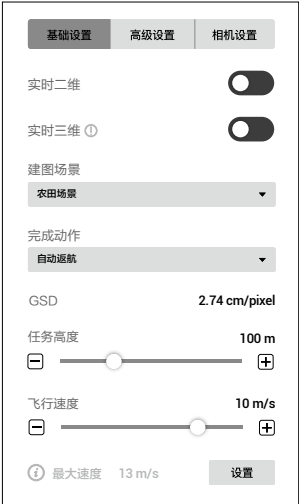 基础设置 高级设置 相机设置
实时二维
实时三维
建图场景
农田场景
完成动作
自动返航
GSD 2.74 cm/pixel
任务高度 100 m
飞行速度 10 m/s
最大速度 13 m/s 设置